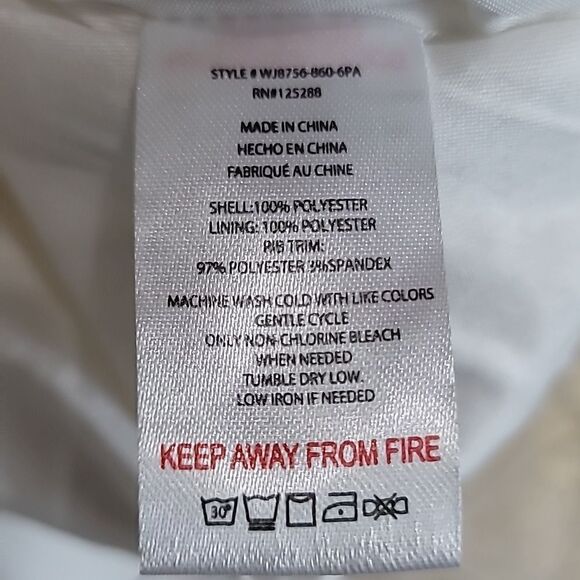 STYLE # WJ8756-860-6PA
RN#125288
MADE IN CHINA
HECHO EN CHINA
FABRIQUÉ AU CHINE
SHELL:100% POLYESTER
LINING: 100% POLYESTER
RIB TRIM:
97% POLYESTER 3%SPANDEX
MACHINE WASH COLD WITH LIKE COLORS
GENTLE CYCLE
ONLY NON-CHLORINE BLEACH
WHEN NEEDED
TUMBLE DRY LOW.
LOW IRON IF NEEDED
KEEP AWAY FROM FIRE
30°